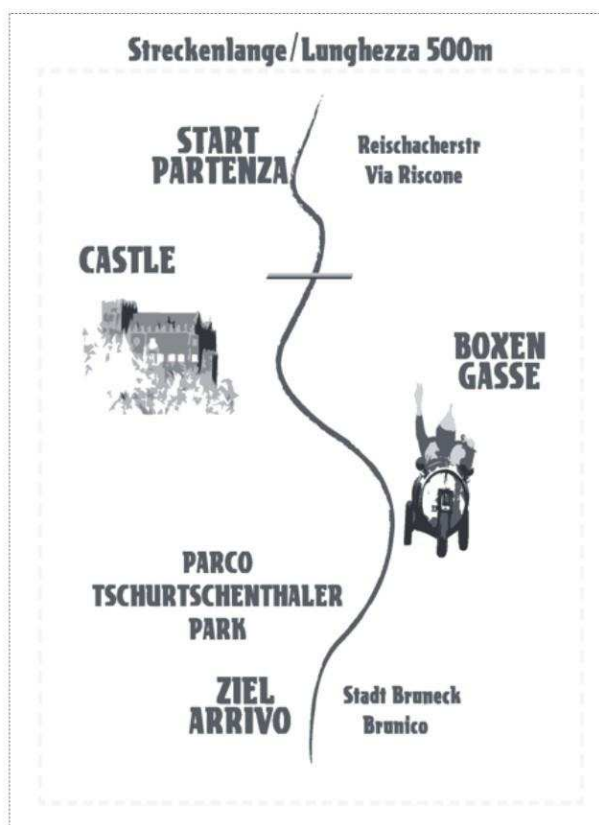 Streckenlange/Lunghezza 500m
START
PARTENZA
Reischacherstr
Via Riscone
CASTLE
BOXEN
GASSE
PARCO
TSCHURTSCHENTHALER
PARK
ZIEL
ARRIVO
Stadt Bruneck
Brunico